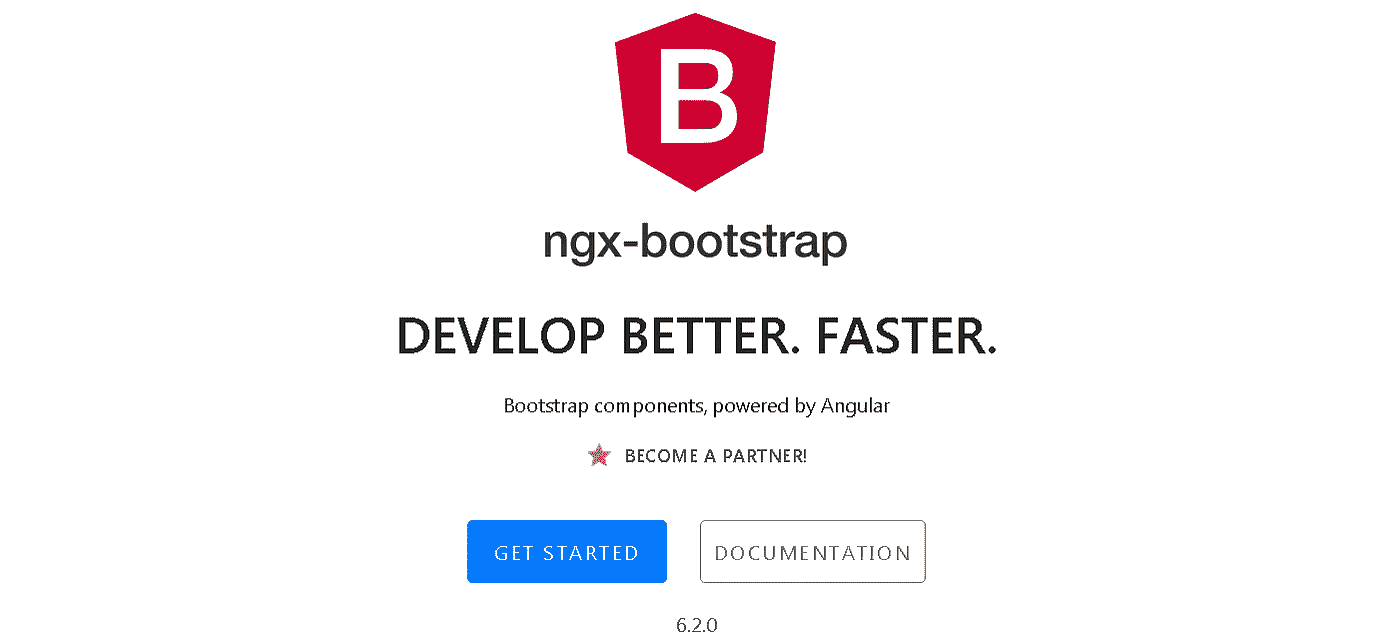 B
ngx-bootstrap
DEVELOP BETTER. FASTER.
Bootstrap components, powered by Angular
BECOME A PARTNER!
GET STARTED
DOCUMENTATION
6.2.0